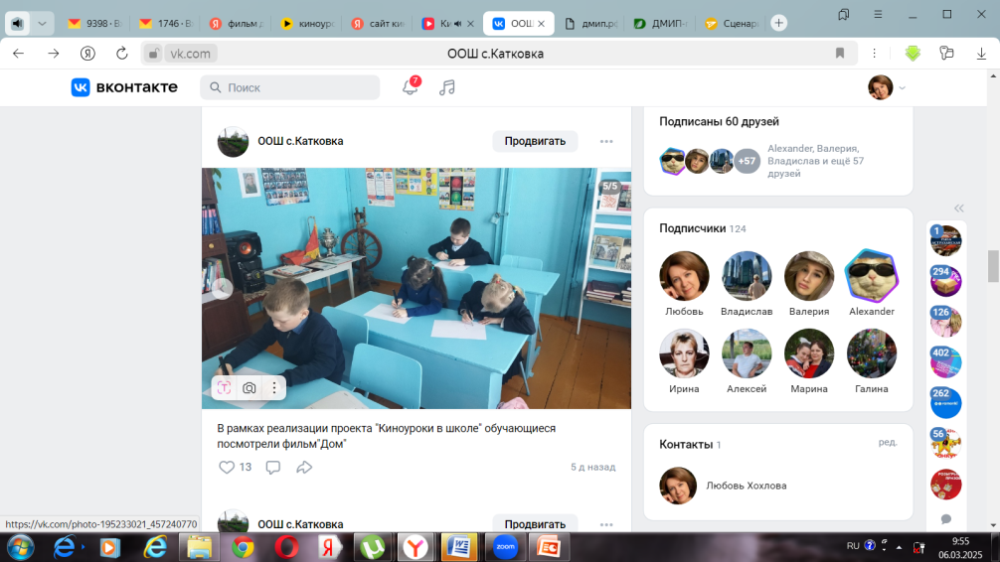 9398 · В
1746 · В
фильм д
киноуро
сайт ки
Ки
ООШ
дмип.рф
ДМИП-
Сценар
vk.com
ООШ с.Катковка
вконтакте
Поиск
7
ООШ с.Катковка
Продвигать
5/5
В рамках реализации проекта "Киноуроки в школе" обучающиеся
посмотрели фильм"Дом"
13
5 д назад
ООШ с.Катковка
Продвигать
Подписаны 60 друзей
+57
Alexander, Валерия,
Владислав и ещё 57
друзей
Подписчики 124
Любовь
Владислав
Валерия
Alexander
Ирина
Алексей
Марина
Галина
Контакты 1
ред.
Любовь Хохлова
1
294
126
402
262
56
https://vk.com/photo-195233021_457240770
zoom
RU
9:55
06.03.2025